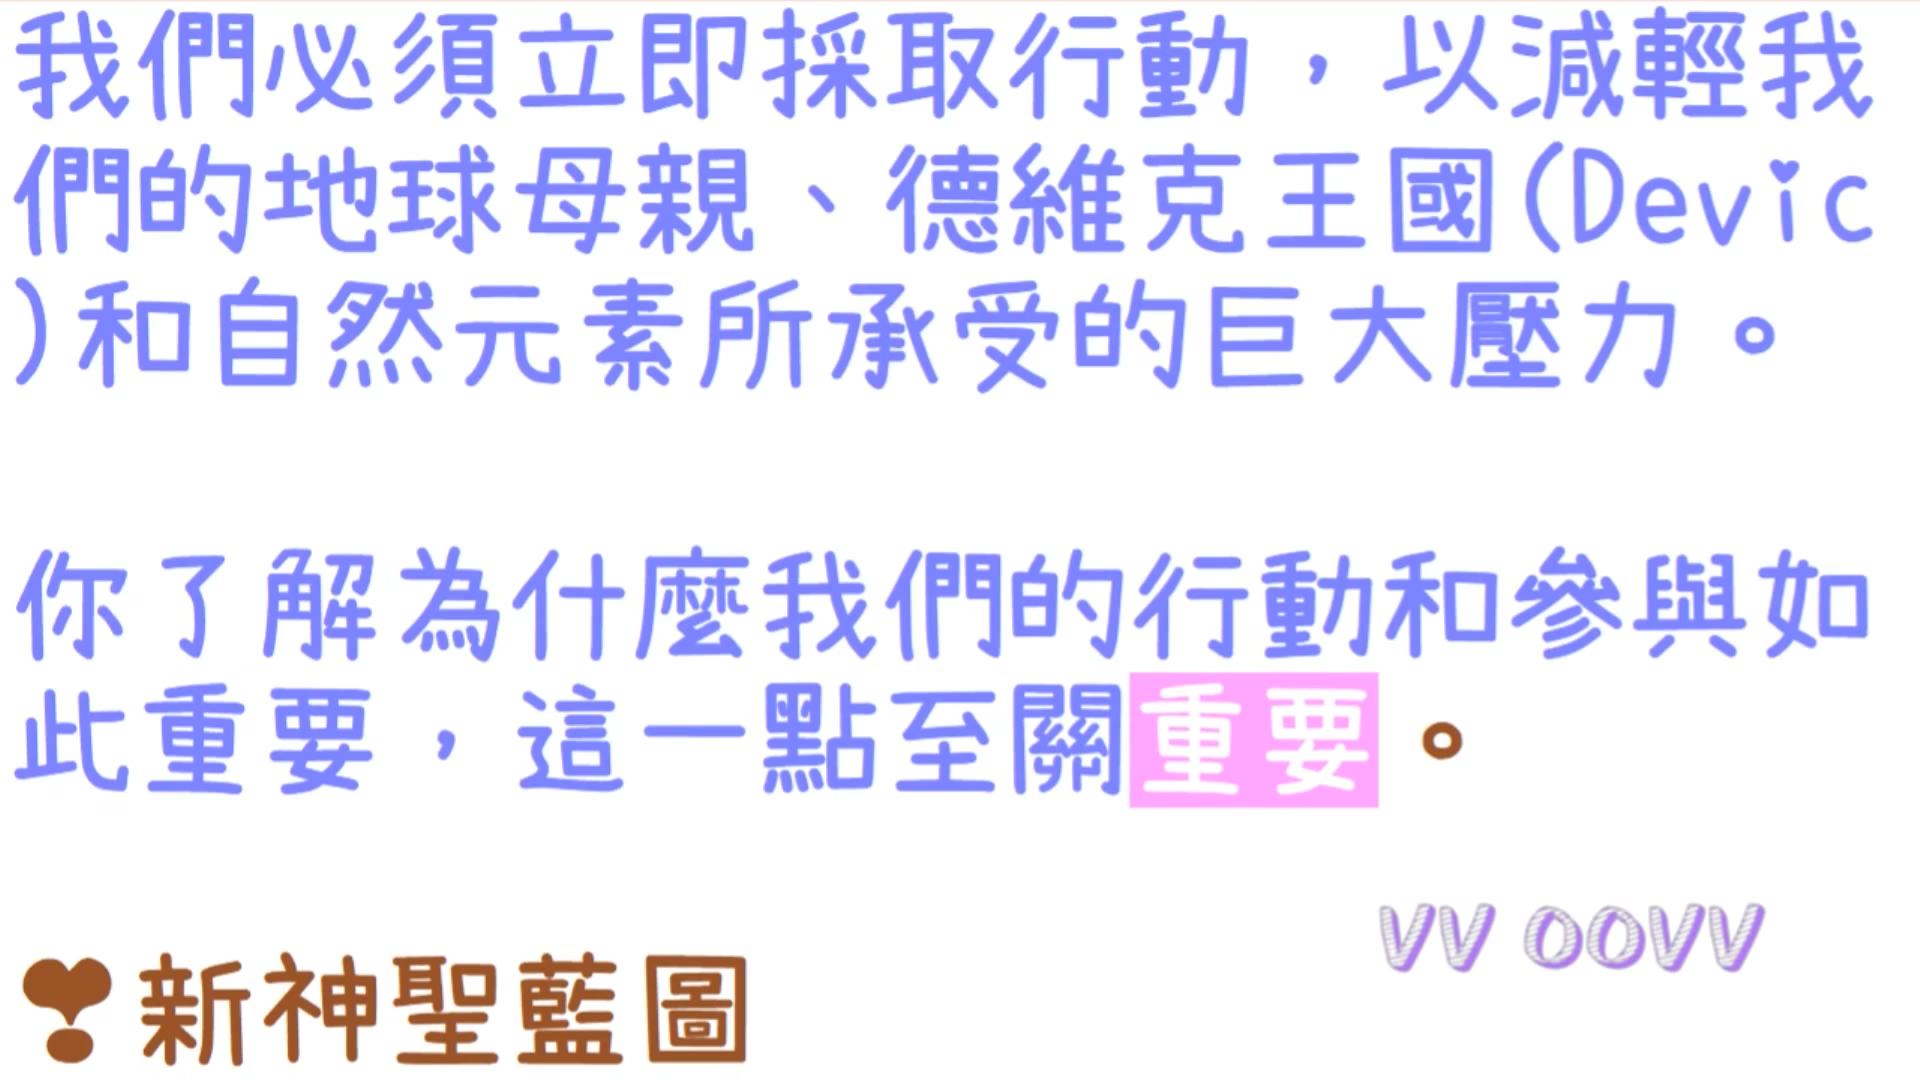 我們必須立即採取行動，以減輕我
們的地球母親、德維克王國(Devic
)和自然元素所承受的巨大壓力。
你了解為什麼我們的行動和參與如
此重要，這一點至關重要。
VV OOVV
❣新神聖藍圖